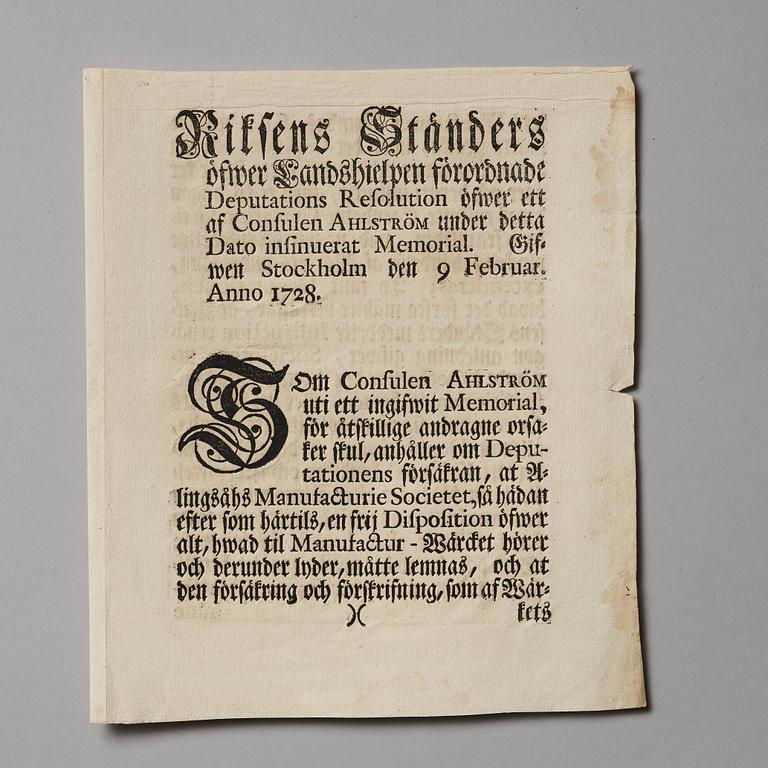 Riksens Ständers
öfwer Landshielpen förordnade
Deputations Resolution öfwer ett
af Consulen AHLSTRÖM under detta
Dato insinuerat Memorial. Gif-
wen Stockholm den 9 Februar.
Anno 1728.
SOm Consulen AHLSTRÖM
uti ett ingifwit Memorial,
för åtskillige andragne orsa-
ker skul, anhåller om Depu-
tationens försäkran, at A-
lingsåhs Manufacturie Societet, så hädan
efter som härtils, en frij Disposition öfwer
alt, hwad til Manufactur-Wärcket hörer
och derunder lyder, måtte lemnas, och at
den försäkring och förskrifning, som af Wär-
)( kets